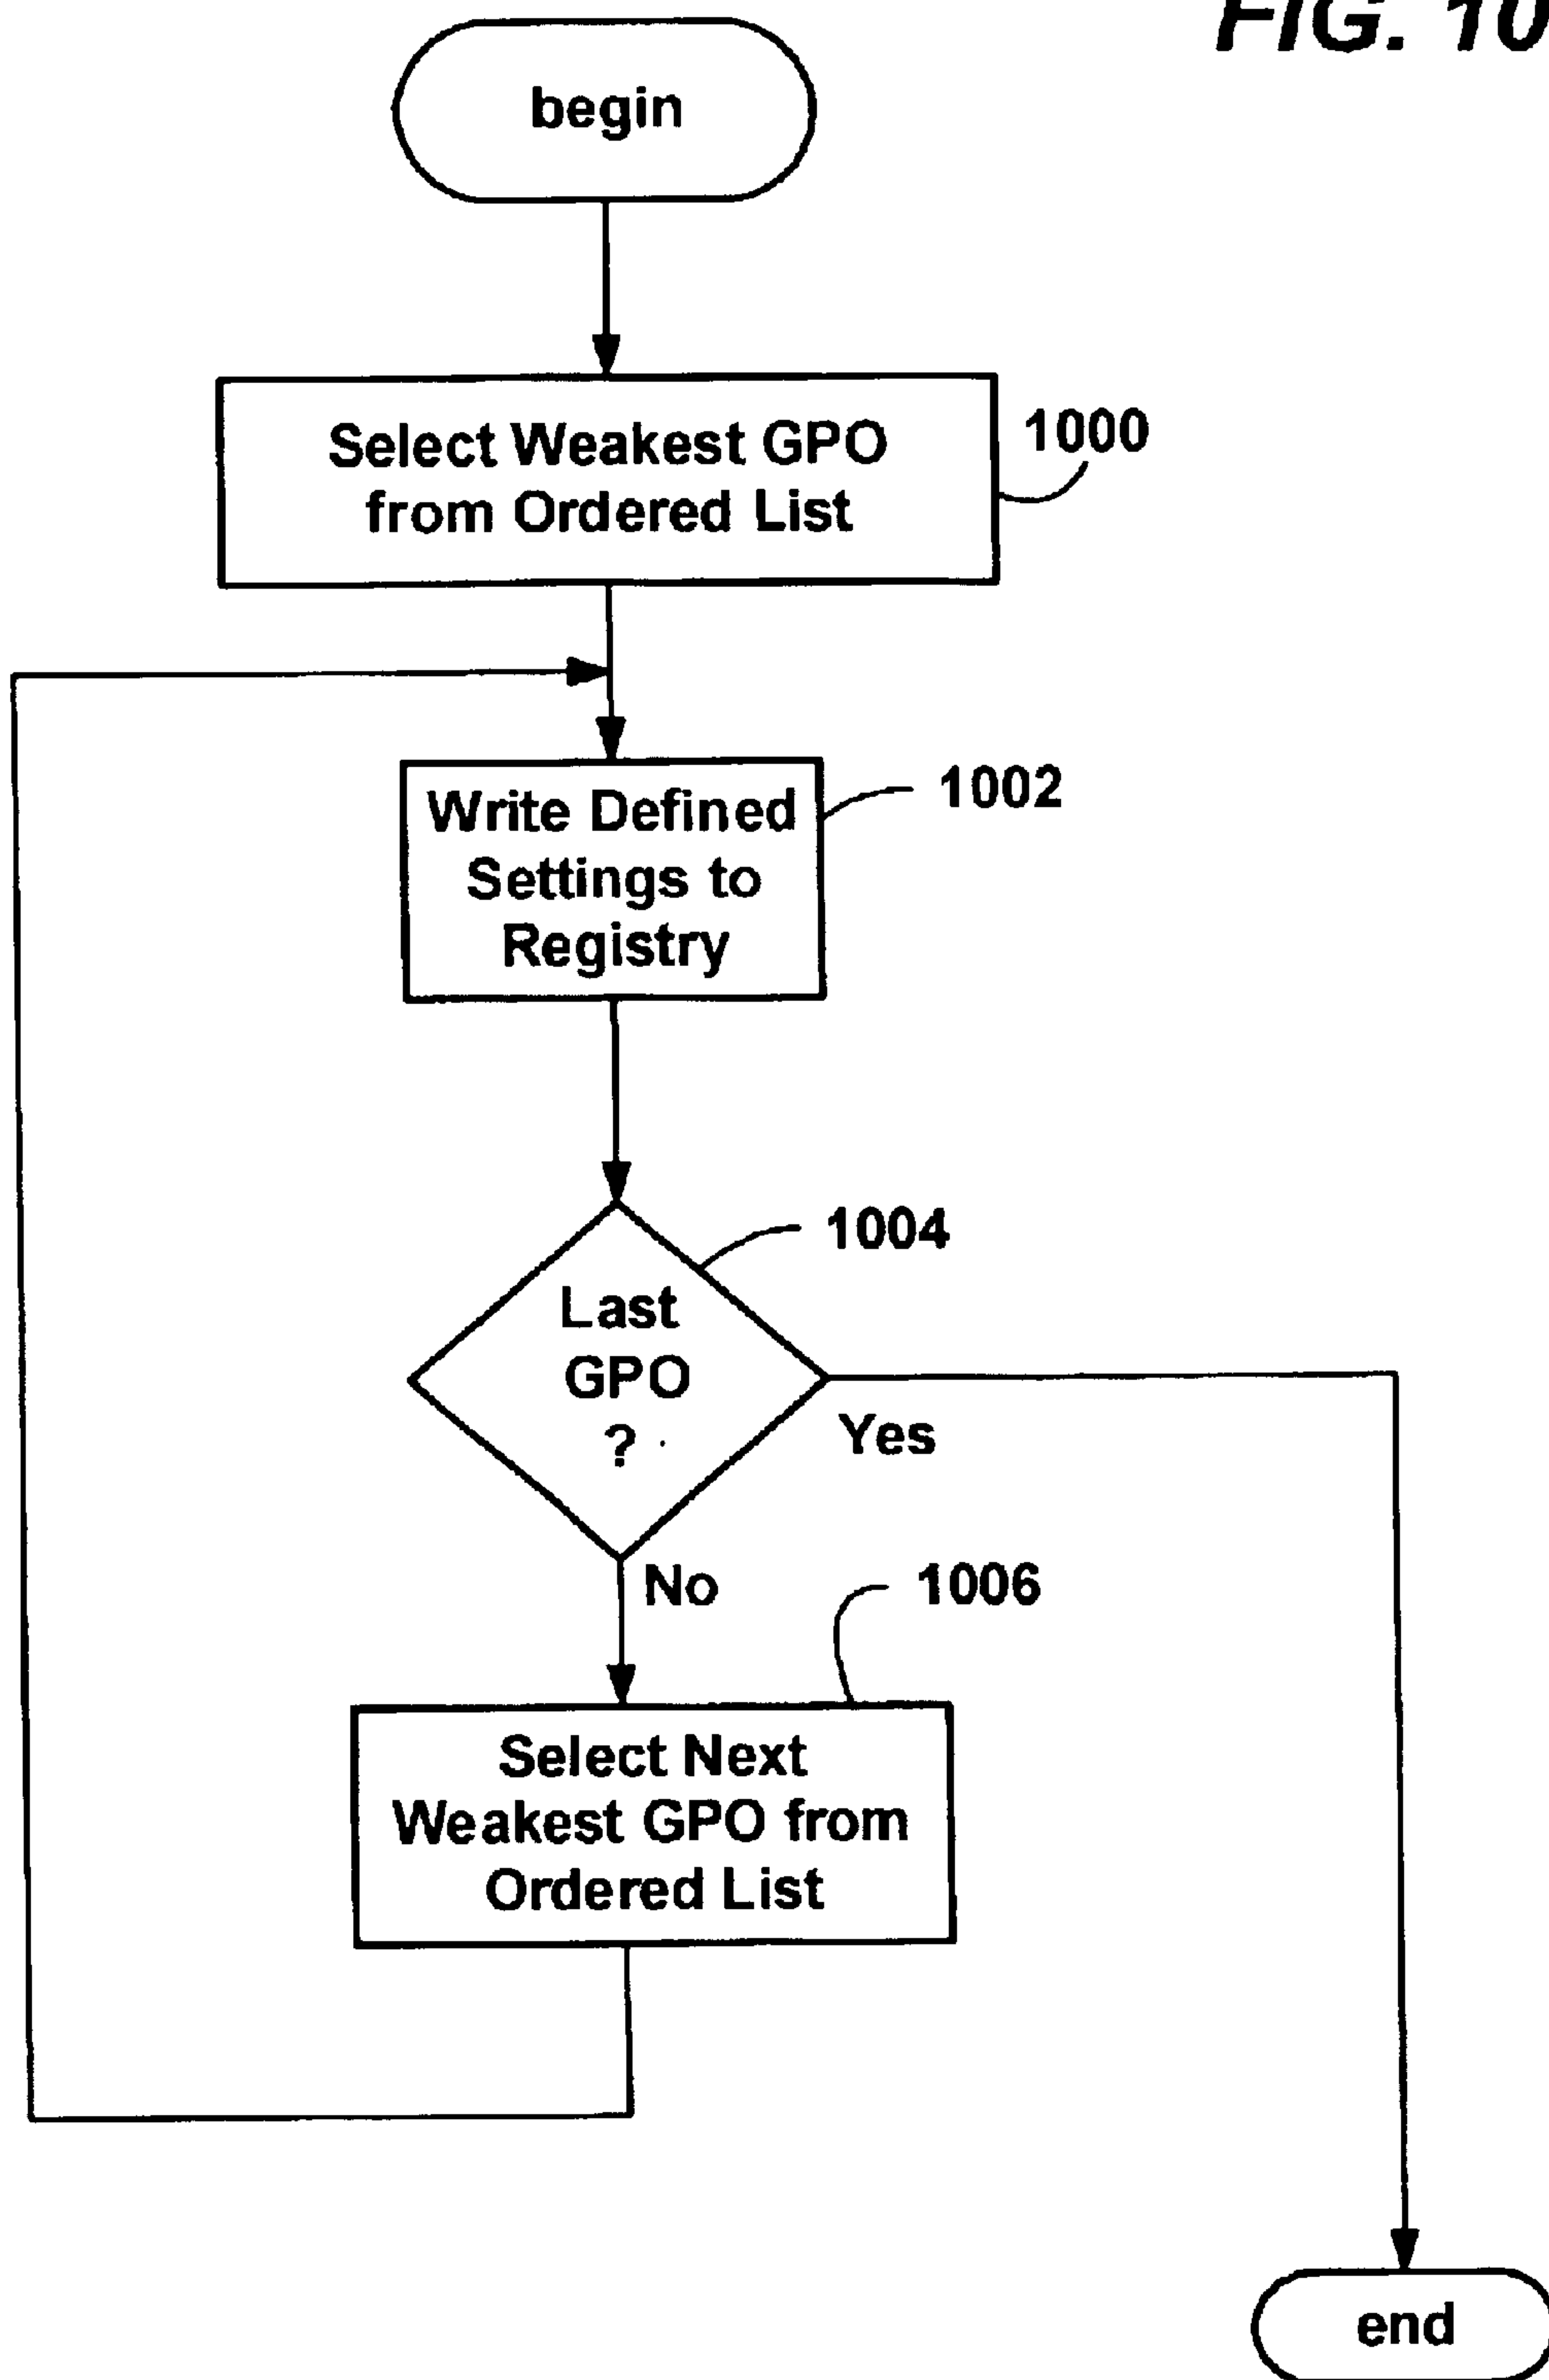 FIG. 10
begin
Select Weakest GPO
from Ordered List
1000
Write Defined
Settings to
Registry
1002
Last
GPO
?
1004
Yes
No
1006
Select Next
Weakest GPO from
Ordered List
end